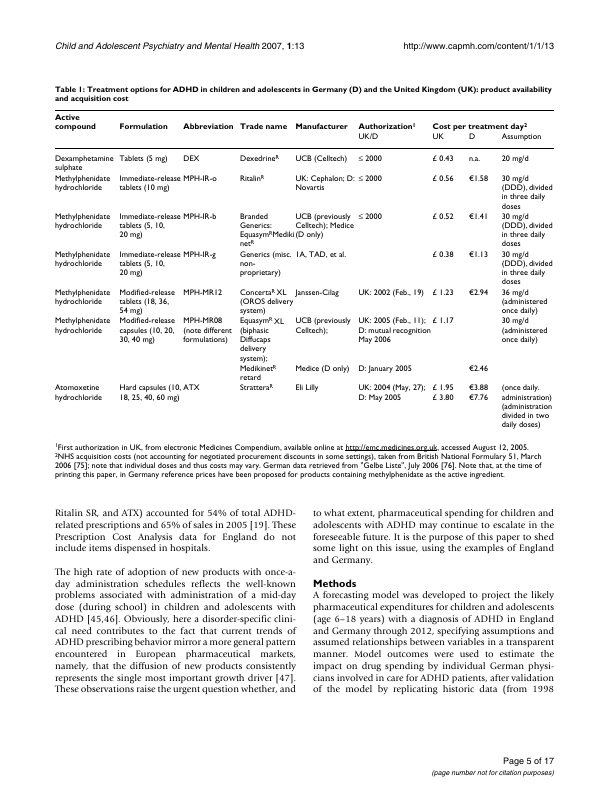 Child and Adolescent Psychiatry and Mental Health 2007, 1:13 http://www.capmh.com/content/1/1/13
Table 1: Treatment options for ADHD in children and adolescents in Germany (D) and the United Kingdom (UK): product availability
and acquisition cost
Active compound Formulation Abbreviation Trade name Manufacturer Authorization1 Cost per treatment day2
UK/D UK D Assumption
Dexamphetamine sulphate Tablets (5 mg) DEX DexedrineR UCB (Celltech) ≤ 2000 £ 0.43 n.a. 20 mg/d
Methylphenidate hydrochloride Immediate-release tablets (10 mg) MPH-IR-o RitalinR UK: Cephalon; D: Novartis ≤ 2000 £ 0.56 €1.58 30 mg/d (DDD), divided in three daily doses
Methylphenidate hydrochloride Immediate-release tablets (5, 10, 20 mg) MPH-IR-b Branded Generics: EquasymRMedikinetR UCB (previously Celltech); Medice (D only) ≤ 2000 £ 0.52 €1.41 30 mg/d (DDD), divided in three daily doses
Methylphenidate hydrochloride Immediate-release tablets (5, 10, 20 mg) MPH-IR-g Generics (misc. non-proprietary) 1A, TAD, et al. £ 0.38 €1.13 30 mg/d (DDD), divided in three daily doses
Methylphenidate hydrochloride Modified-release tablets (18, 36, 54 mg) MPH-MR12 ConcertaR XL (OROS delivery system) Janssen-Cilag UK: 2002 (Feb., 19) £ 1.23 €2.94 36 mg/d (administered once daily)
Methylphenidate hydrochloride Modified-release capsules (10, 20, 30, 40 mg) MPH-MR08 (note different formulations) EquasymR XL (biphasic Diffucaps delivery system); UCB (previously Celltech); UK: 2005 (Feb., 11); D: mutual recognition May 2006 £ 1.17 30 mg/d (administered once daily)
MedikinetR retard Medice (D only) D: January 2005 €2.46
Atomoxetine hydrochloride Hard capsules (10, 18, 25, 40, 60 mg) ATX StratteraR Eli Lilly UK: 2004 (May, 27); D: May 2005 £ 1.95 €3.88 (once daily. administration)
£ 3.80 €7.76 (administration divided in two daily doses)
1First authorization in UK, from electronic Medicines Compendium, available online at http://emc.medicines.org.uk, accessed August 12, 2005.
2NHS acquisition costs (not accounting for negotiated procurement discounts in some settings), taken from British National Formulary 51, March
2006 [75]; note that individual doses and thus costs may vary. German data retrieved from "Gelbe Liste", July 2006 [76]. Note that, at the time of
printing this paper, in Germany reference prices have been proposed for products containing methylphenidate as the active ingredient.
Ritalin SR, and ATX) accounted for 54% of total ADHD-
related prescriptions and 65% of sales in 2005 [19]. These
Prescription Cost Analysis data for England do not
include items dispensed in hospitals.
The high rate of adoption of new products with once-a-
day administration schedules reflects the well-known
problems associated with administration of a mid-day
dose (during school) in children and adolescents with
ADHD [45,46]. Obviously, here a disorder-specific clini-
cal need contributes to the fact that current trends of
ADHD prescribing behavior mirror a more general pattern
encountered in European pharmaceutical markets,
namely, that the diffusion of new products consistently
represents the single most important growth driver [47].
These observations raise the urgent question whether, and
to what extent, pharmaceutical spending for children and
adolescents with ADHD may continue to escalate in the
foreseeable future. It is the purpose of this paper to shed
some light on this issue, using the examples of England
and Germany.
Methods
A forecasting model was developed to project the likely
pharmaceutical expenditures for children and adolescents
(age 6–18 years) with a diagnosis of ADHD in England
and Germany through 2012, specifying assumptions and
assumed relationships between variables in a transparent
manner. Model outcomes were used to estimate the
impact on drug spending by individual German physi-
cians involved in care for ADHD patients, after validation
of the model by replicating historic data (from 1998
Page 5 of 17
(page number not for citation purposes)